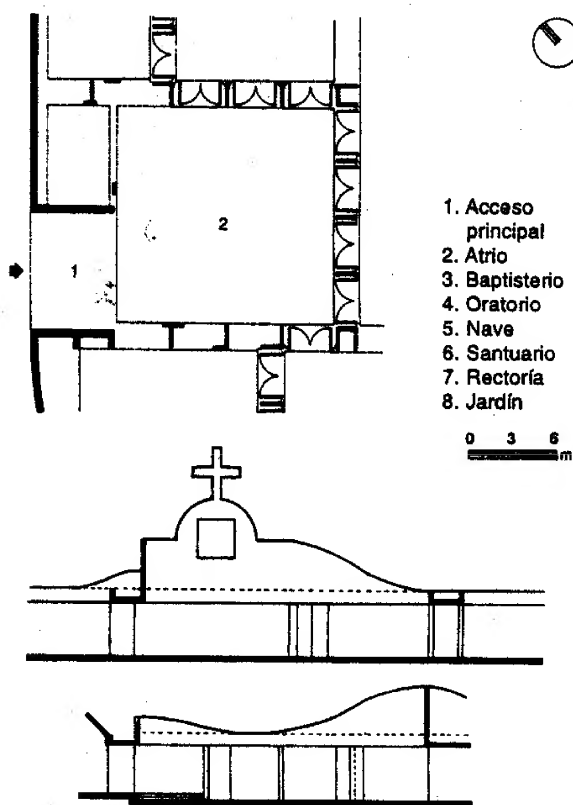 2
1
1. Acceso
principal
2. Atrio
3. Baptisterio
4. Oratorio
5. Nave
6. Santuario
7. Rectoría
8. Jardín
0 3 6
m